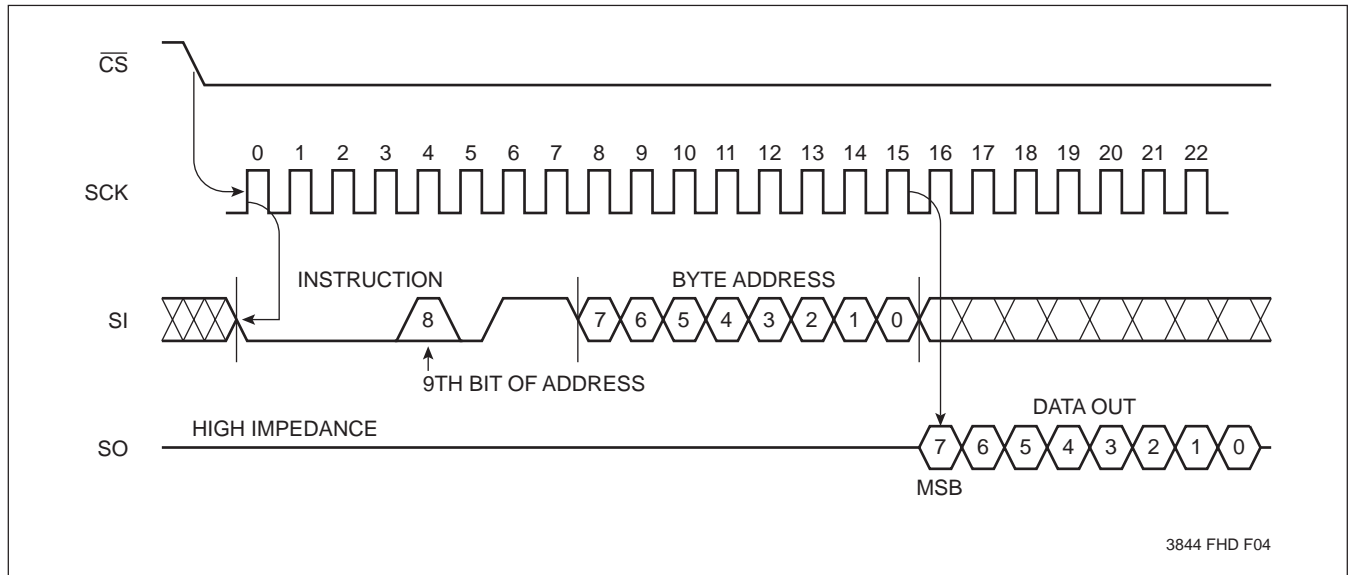 CS
0 1 2 3 4 5 6 7 8 9 10 11 12 13 14 15 16 17 18 19 20 21 22
SCK
INSTRUCTION BYTE ADDRESS
SI 8 7 6 5 4 3 2 1 0
9TH BIT OF ADDRESS
DATA OUT
HIGH IMPEDANCE
SO 7 6 5 4 3 2 1 0
MSB
3844 FHD F04